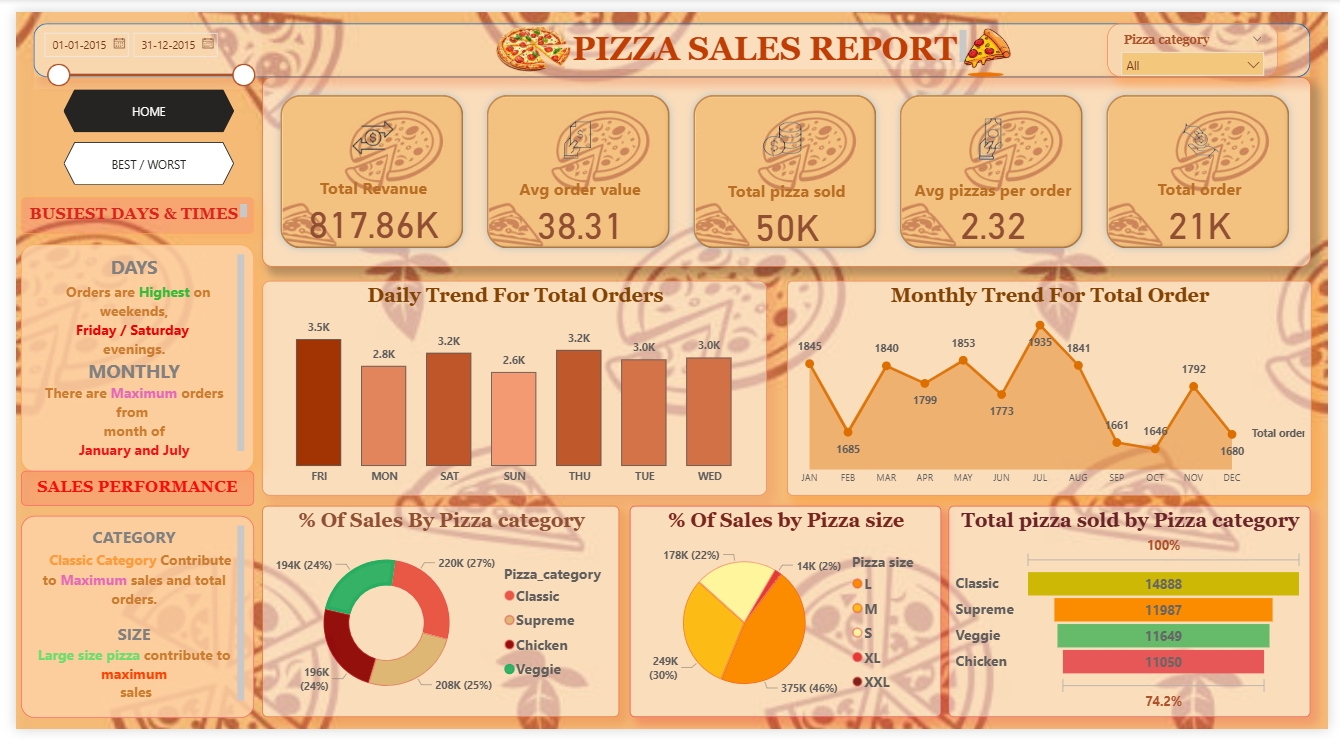 01-01-2015
31-12-2015
PIZZA SALES REPORT
Pizza category
All
HOME
BEST / WORST
BUSIEST DAYS & TIMES
DAYS
Orders are Highest on
weekends,
Friday / Saturday
evenings.
MONTHLY
There are Maximum orders
from
month of
January and July
SALES PERFORMANCE
CATEGORY
Classic Category Contribute
to Maximum sales and total
orders.
SIZE
Large size pizza contribute to
maximum
sales
Total Revanue
817.86K
Avg order value
38.31
Total pizza sold
50K
Avg pizzas per order
2.32
Total order
21K
Daily Trend For Total Orders
3.5K
2.8K
3.2K
2.6K
3.2K
3.0K
3.0K
FRI
MON
SAT
SUN
THU
TUE
WED
Monthly Trend For Total Order
1845
1685
1840
1799
1853
1773
1935
1841
1661
1646
1792
1680
Total order
JAN
FEB
MAR
APR
MAY
JUN
JUL
AUG
SEP
OCT
NOV
DEC
% Of Sales By Pizza category
194K (24%)
220K (27%)
196K
(24%)
208K (25%)
Pizza_category
Classic
Supreme
Chicken
Veggie
% Of Sales by Pizza size
178K (22%)
14K (2%)
249K
(30%)
375K (46%)
Pizza size
L
M
S
XL
XXL
Total pizza sold by Pizza category
100%
Classic
14888
Supreme
11987
Veggie
11649
Chicken
11050
74.2%